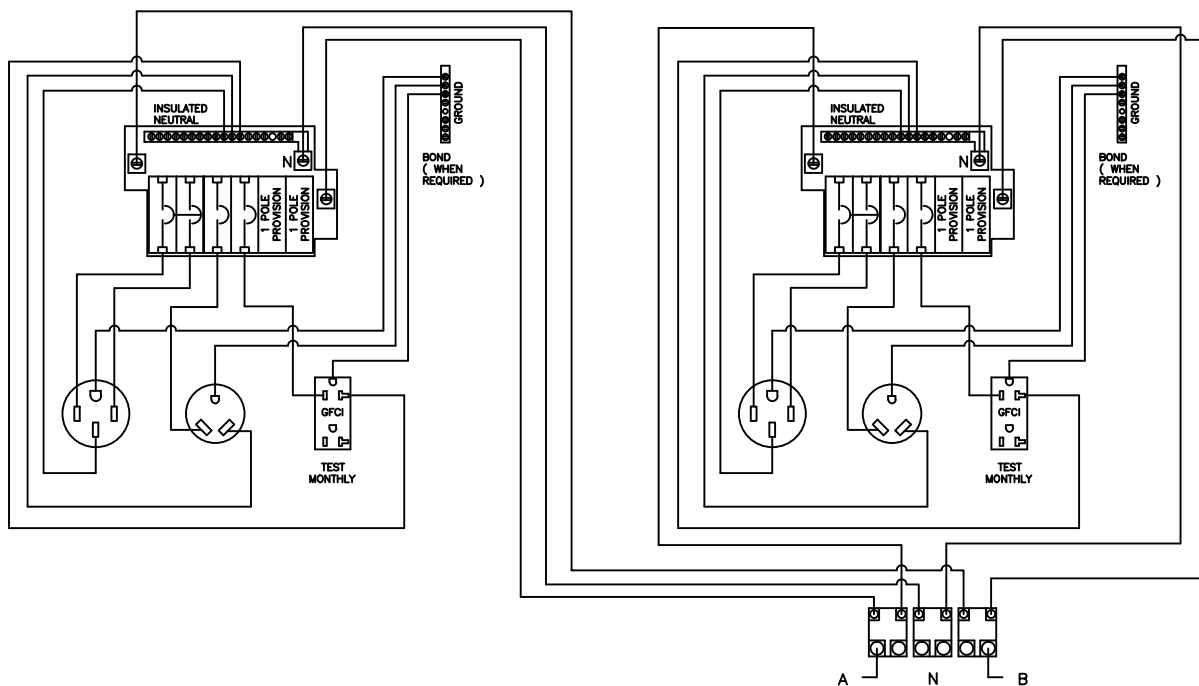 INSULATED
NEUTRAL
GROUND
N
BOND
( WHEN
REQUIRED )
1 POLE
PROVISION
1 POLE
PROVISION
GFCI
TEST
MONTHLY
INSULATED
NEUTRAL
GROUND
N
BOND
( WHEN
REQUIRED )
1 POLE
PROVISION
1 POLE
PROVISION
GFCI
TEST
MONTHLY
A
N
B